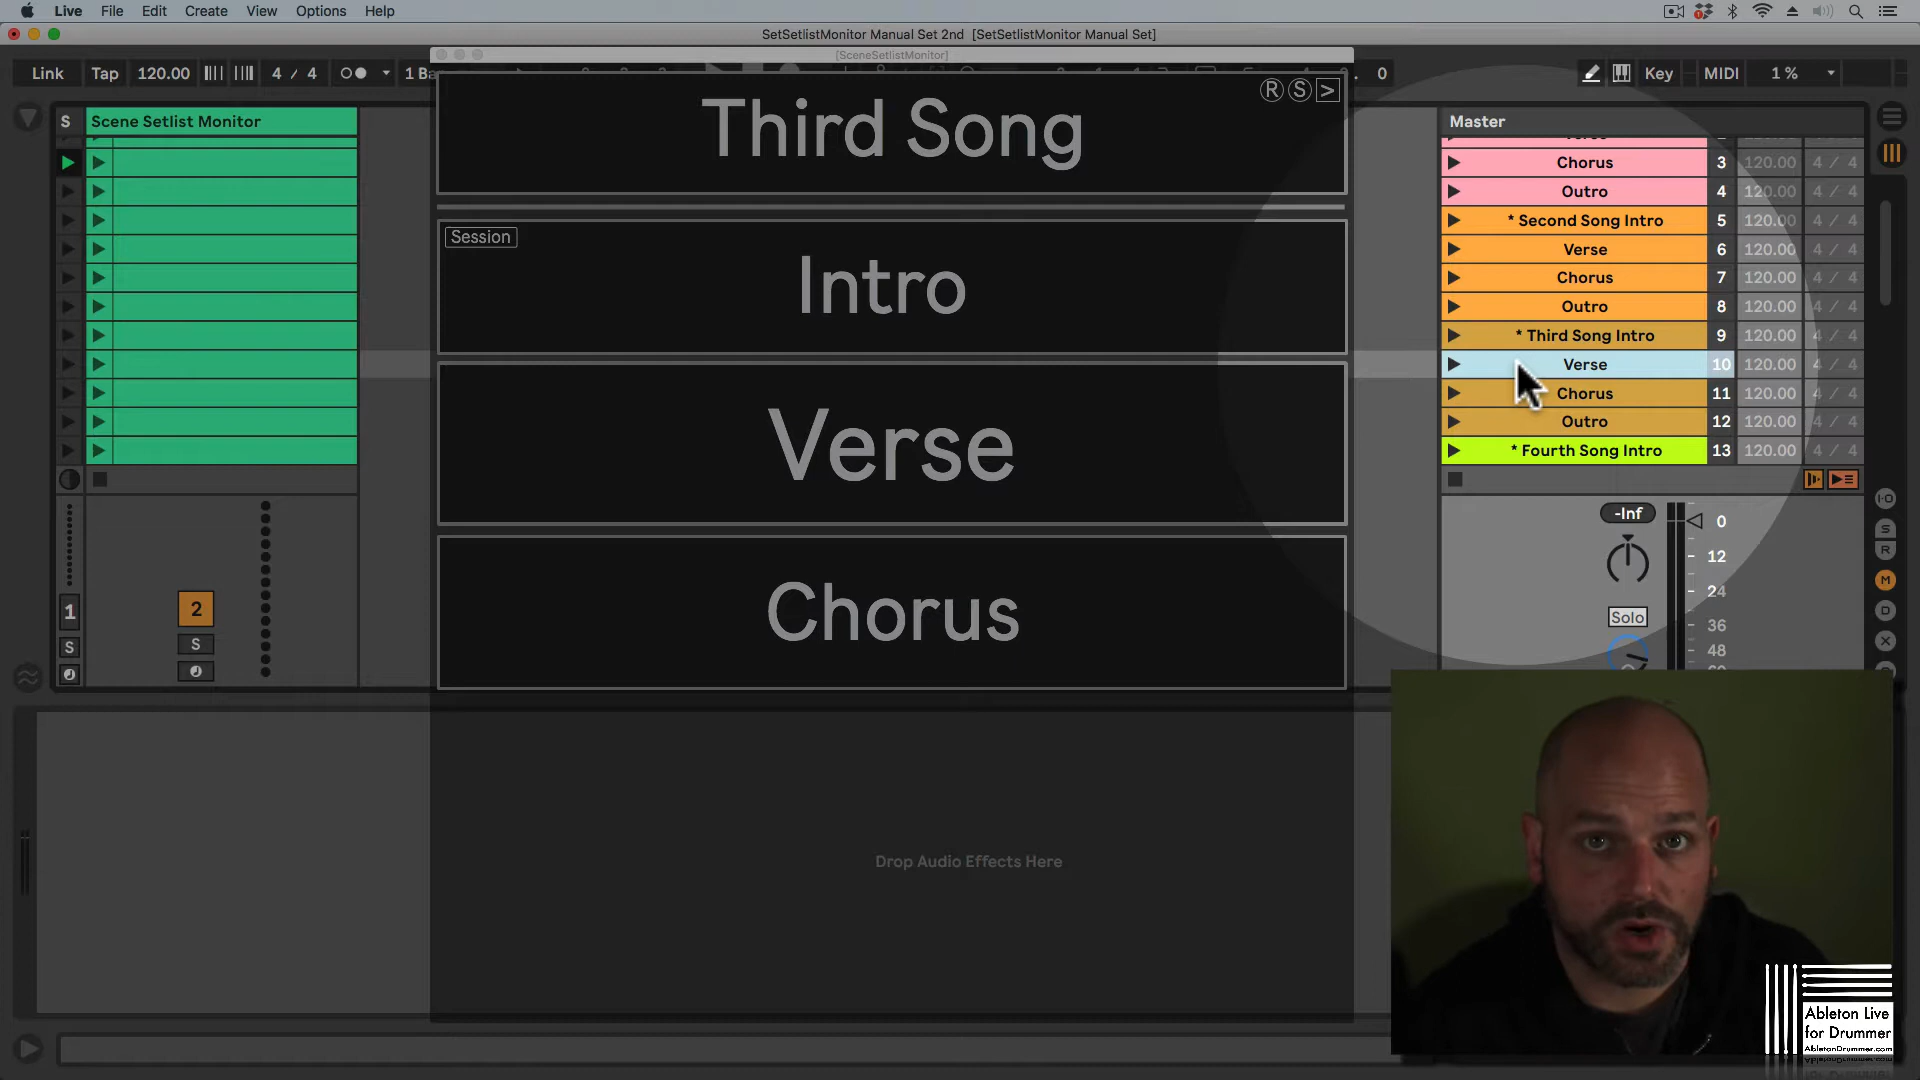 Live File Edit Create View Options Help
SetSetlistMonitor Manual Set 2nd [SetSetlistMonitor Manual Set]
[SceneSetlistMonitor]
Link Tap 120.00 4 / 4 1 Ba 0 Key MIDI 1 %
S Scene Setlist Monitor
Third Song
R S >
Session
Intro
Verse
Chorus
Master
Chorus 3 120.00 4 / 4
Outro 4 120.00 4 / 4
* Second Song Intro 5 120.00 4 / 4
Verse 6 120.00 4 / 4
Chorus 7 120.00 4 / 4
Outro 8 120.00 4 / 4
* Third Song Intro 9 120.00 4 / 4
Verse 10 120.00 4 / 4
Chorus 11 120.00 4 / 4
Outro 12 120.00 4 / 4
* Fourth Song Intro 13 120.00 4 / 4
-Inf 0
12
24
Solo 36
48
60
1 2
S S
I-O
S
R
M
D
X
Drop Audio Effects Here
Ableton Live
for Drummer
AbletonDrummer.com